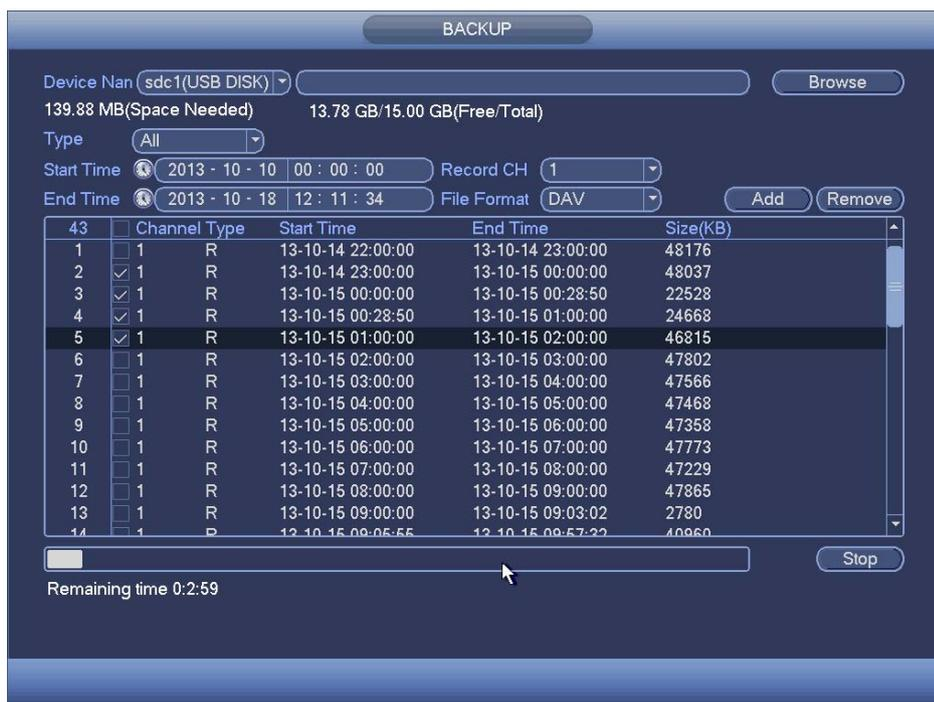 BACKUP
Device Nan sdc1(USB DISK) Browse
139.88 MB(Space Needed) 13.78 GB/15.00 GB(Free/Total)
Type All
Start Time 2013 - 10 - 10 00 : 00 : 00 Record CH 1
End Time 2013 - 10 - 18 12 : 11 : 34 File Format DAV Add Remove
43 Channel Type Start Time End Time Size(KB)
1 1 R 13-10-14 22:00:00 13-10-14 23:00:00 48176
2 1 R 13-10-14 23:00:00 13-10-15 00:00:00 48037
3 1 R 13-10-15 00:00:00 13-10-15 00:28:50 22528
4 1 R 13-10-15 00:28:50 13-10-15 01:00:00 24668
5 1 R 13-10-15 01:00:00 13-10-15 02:00:00 46815
6 1 R 13-10-15 02:00:00 13-10-15 03:00:00 47802
7 1 R 13-10-15 03:00:00 13-10-15 04:00:00 47566
8 1 R 13-10-15 04:00:00 13-10-15 05:00:00 47468
9 1 R 13-10-15 05:00:00 13-10-15 06:00:00 47358
10 1 R 13-10-15 06:00:00 13-10-15 07:00:00 47773
11 1 R 13-10-15 07:00:00 13-10-15 08:00:00 47229
12 1 R 13-10-15 08:00:00 13-10-15 09:00:00 47865
13 1 R 13-10-15 09:00:00 13-10-15 09:03:02 2780
14 1 R 13-10-15 40960
Stop
Remaining time 0:2:59